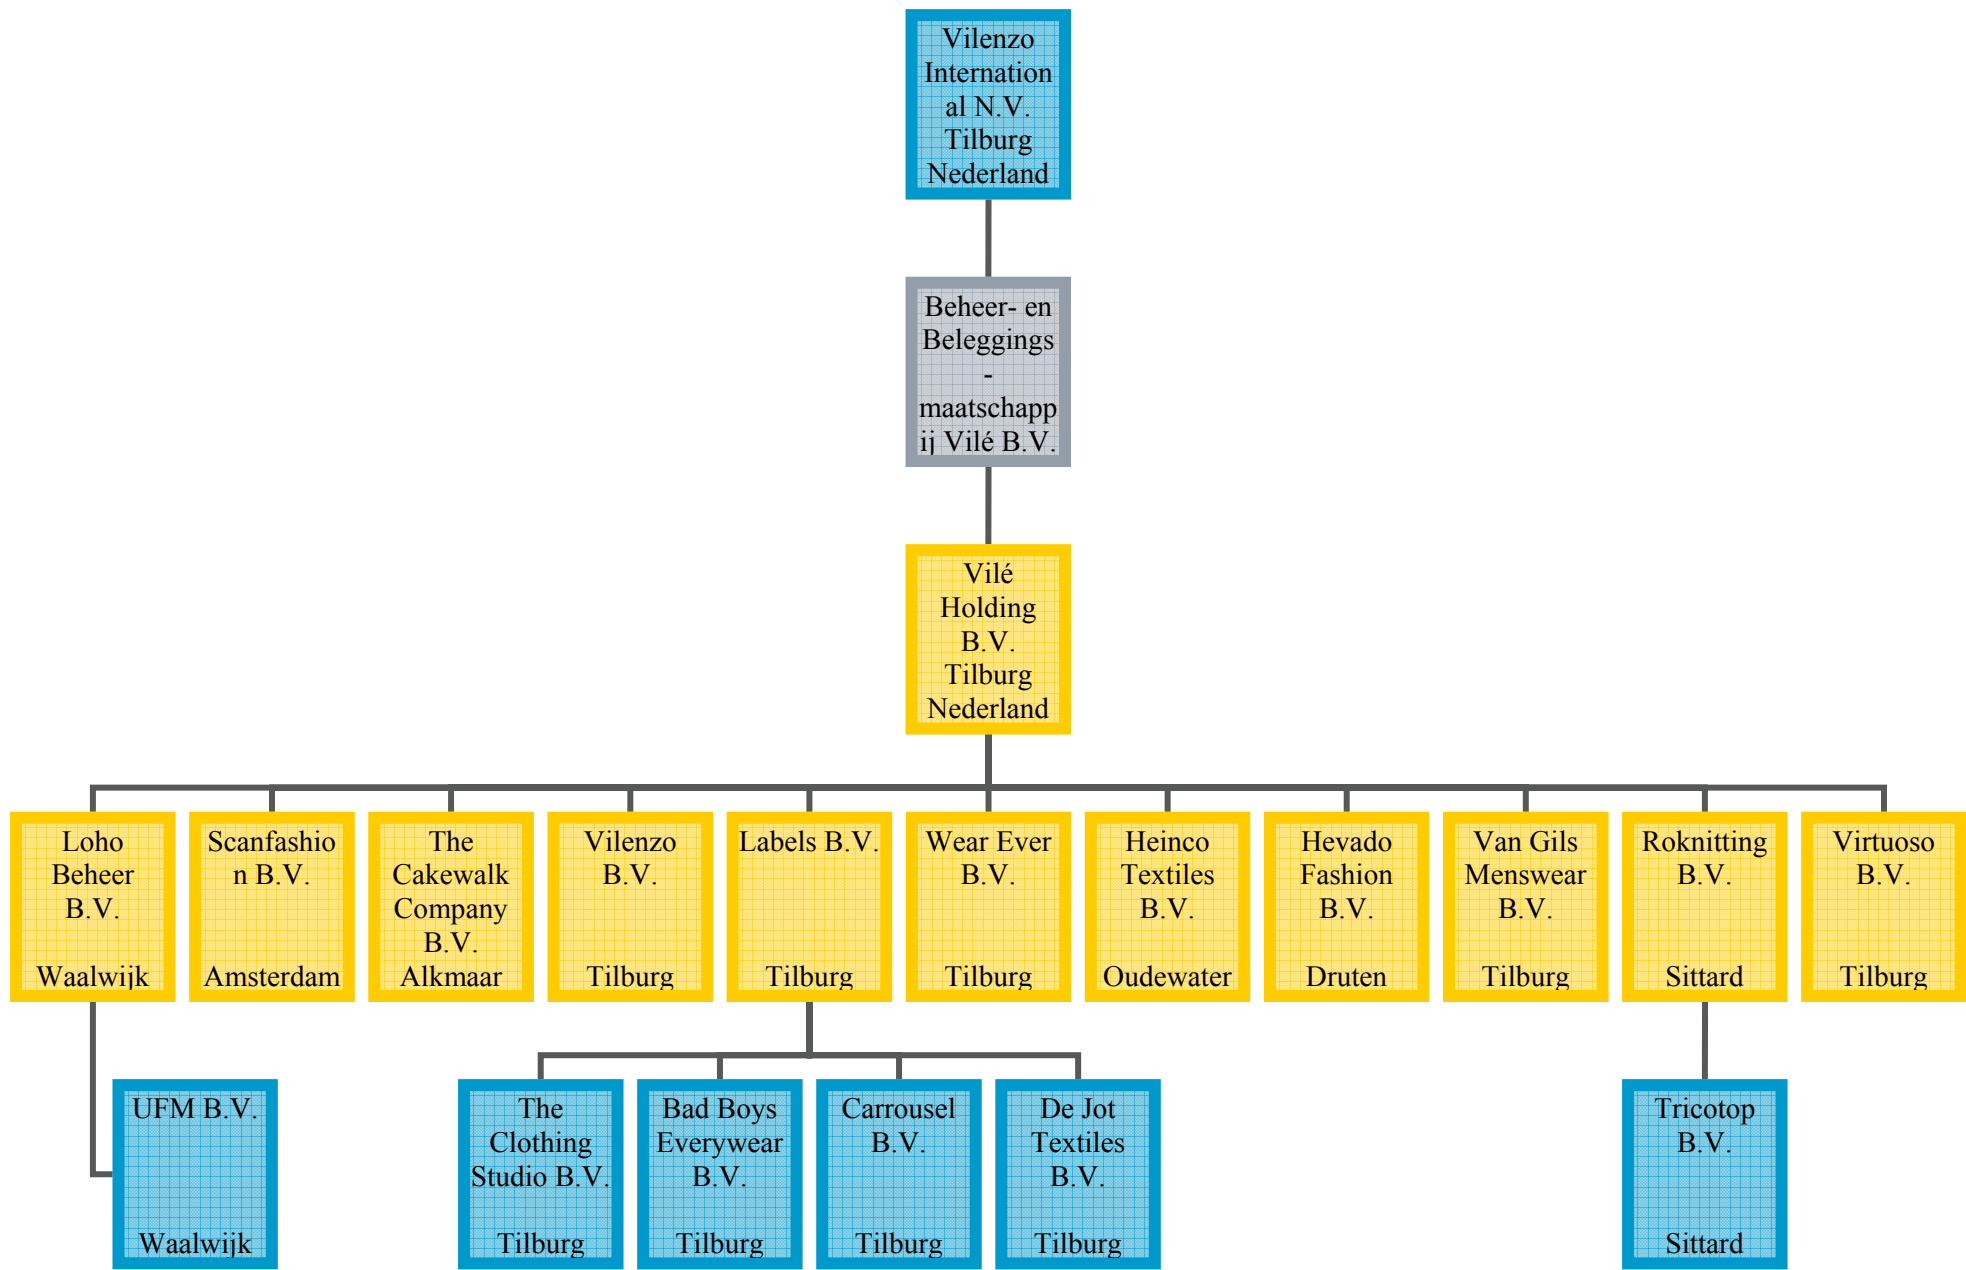 Vilenzo
Internation
al N.V.
Tilburg
Nederland
Beheer- en
Beleggings
-
maatschapp
ij Vilé B.V.
Vilé
Holding
B.V.
Tilburg
Nederland
Loho
Beheer
B.V.
Waalwijk
Scanfashio
n B.V.
Amsterdam
The
Cakewalk
Company
B.V.
Alkmaar
Vilenzo
B.V.
Tilburg
Labels B.V.
Tilburg
Wear Ever
B.V.
Tilburg
Heinco
Textiles
B.V.
Oudewater
Hevado
Fashion
B.V.
Druten
Van Gils
Menswear
B.V.
Tilburg
Roknitting
B.V.
Sittard
Virtuoso
B.V.
Tilburg
UFM B.V.
Waalwijk
The
Clothing
Studio B.V.
Tilburg
Bad Boys
Everywear
B.V.
Tilburg
Carrousel
B.V.
Tilburg
De Jot
Textiles
B.V.
Tilburg
Tricotop
B.V.
Sittard